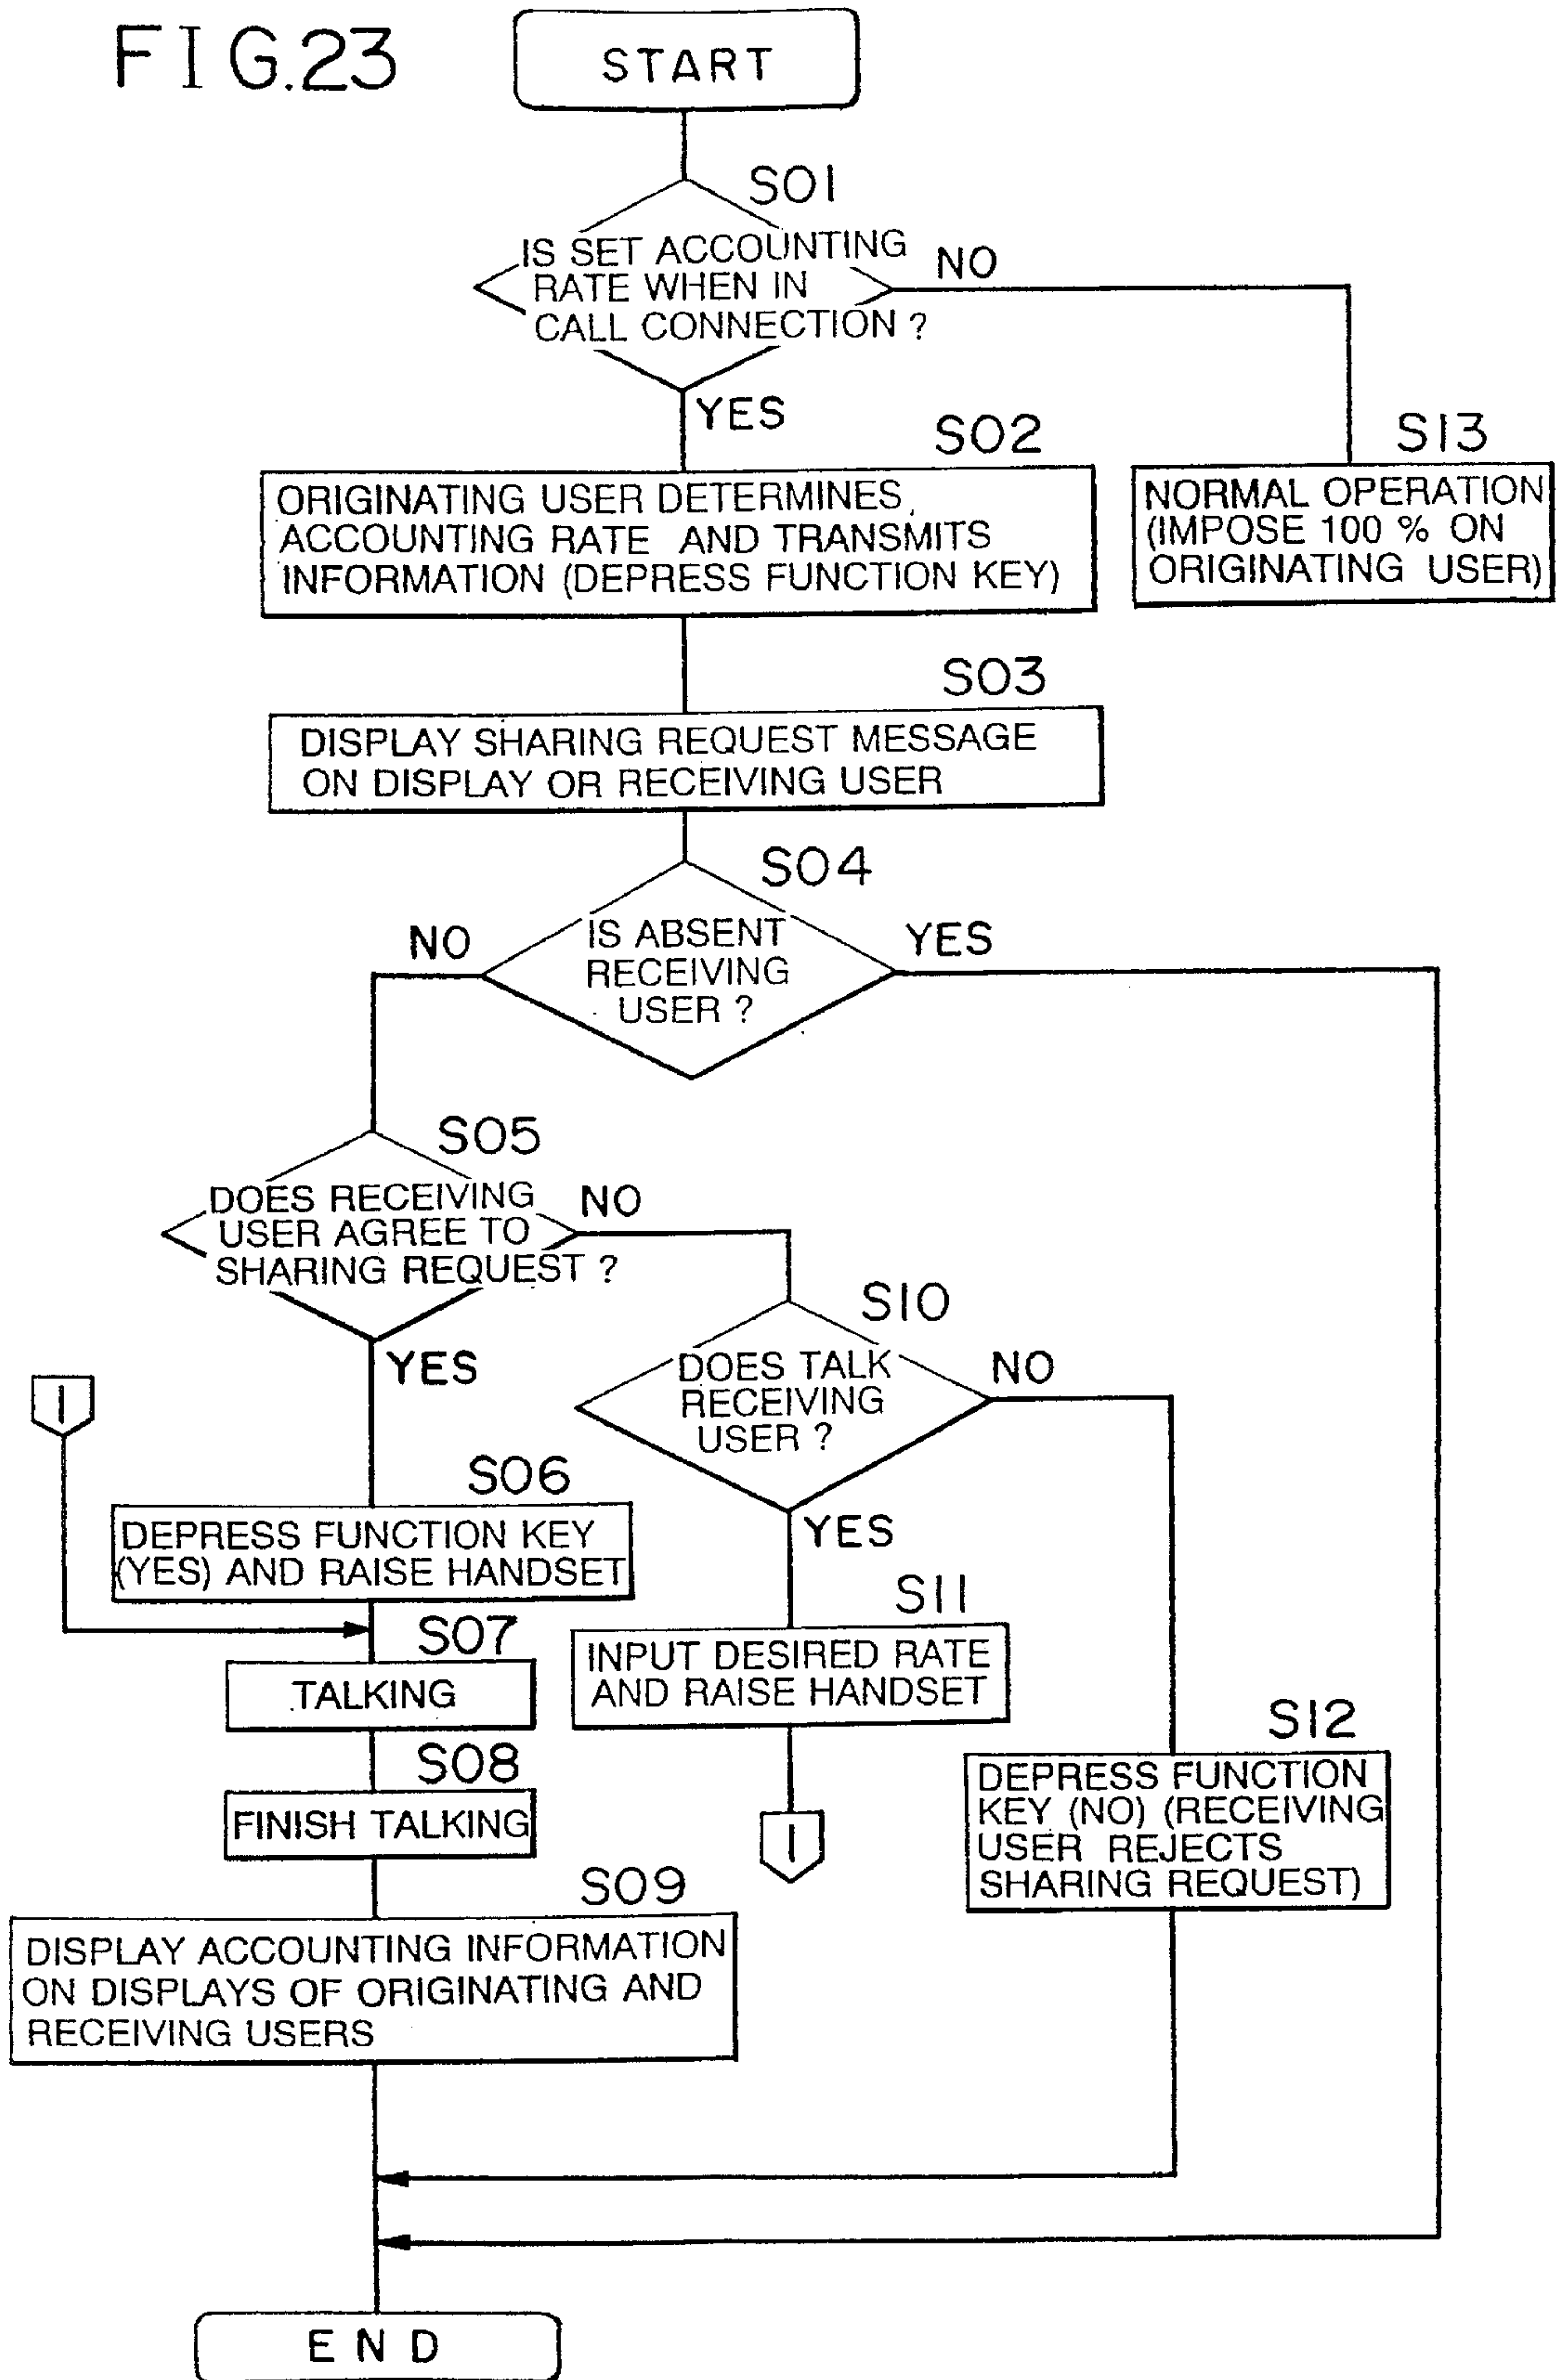 FIG.23
START
S01
IS SET ACCOUNTING
RATE WHEN IN
CALL CONNECTION ?
NO
YES
S02
ORIGINATING USER DETERMINES
ACCOUNTING RATE AND TRANSMITS
INFORMATION (DEPRESS FUNCTION KEY)
S13
NORMAL OPERATION
(IMPOSE 100 % ON
ORIGINATING USER)
S03
DISPLAY SHARING REQUEST MESSAGE
ON DISPLAY OR RECEIVING USER
S04
IS ABSENT
RECEIVING
USER ?
NO
YES
S05
DOES RECEIVING
USER AGREE TO
SHARING REQUEST ?
NO
YES
S10
DOES TALK
RECEIVING
USER ?
NO
YES
1
S06
DEPRESS FUNCTION KEY
(YES) AND RAISE HANDSET
S07
TALKING
S11
INPUT DESIRED RATE
AND RAISE HANDSET
1
S08
FINISH TALKING
S12
DEPRESS FUNCTION
KEY (NO) (RECEIVING
USER REJECTS
SHARING REQUEST)
S09
DISPLAY ACCOUNTING INFORMATION
ON DISPLAYS OF ORIGINATING AND
RECEIVING USERS
END